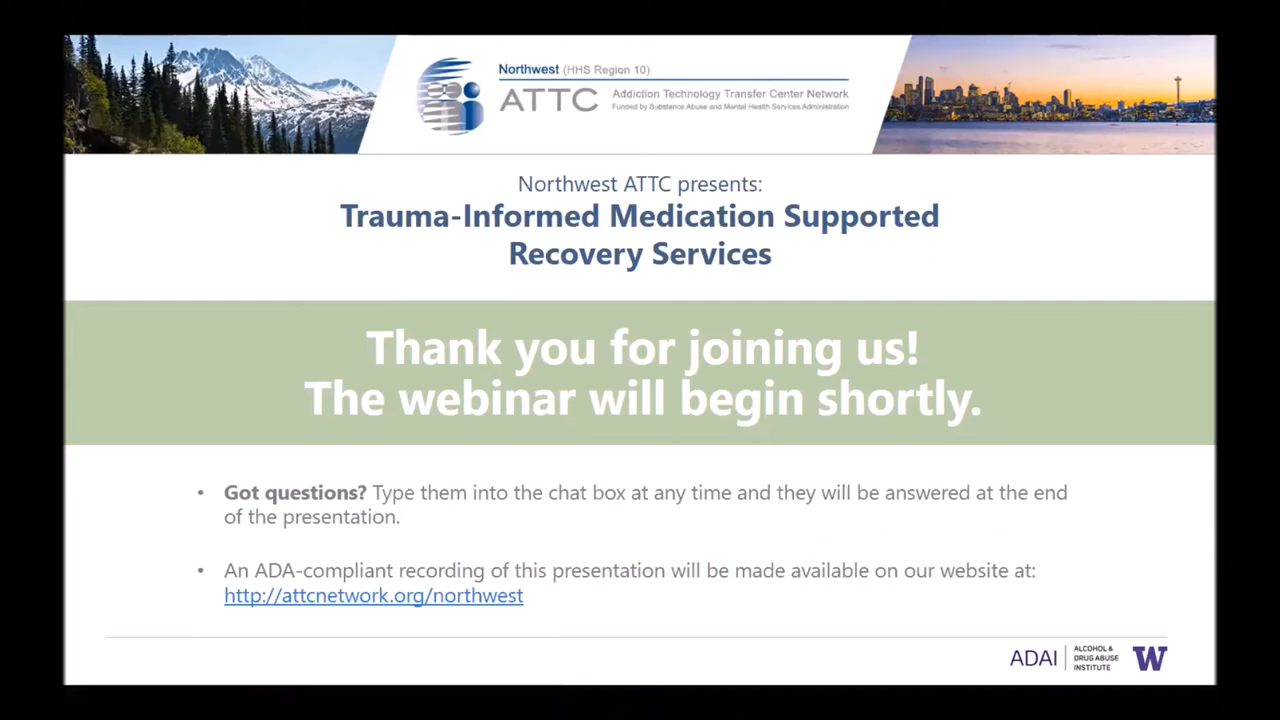 Northwest (HHS Region 10)
ATTC
Addiction Technology Transfer Center Network
Funded by Substance Abuse and Mental Health Services Administration
Northwest ATTC presents:
Trauma-Informed Medication Supported
Recovery Services
Thank you for joining us!
The webinar will begin shortly.
• Got questions? Type them into the chat box at any time and they will be answered at the end
of the presentation.
• An ADA-compliant recording of this presentation will be made available on our website at:
http://attcnetwork.org/northwest
ADAI
ALCOHOL &
DRUG ABUSE
INSTITUTE
W